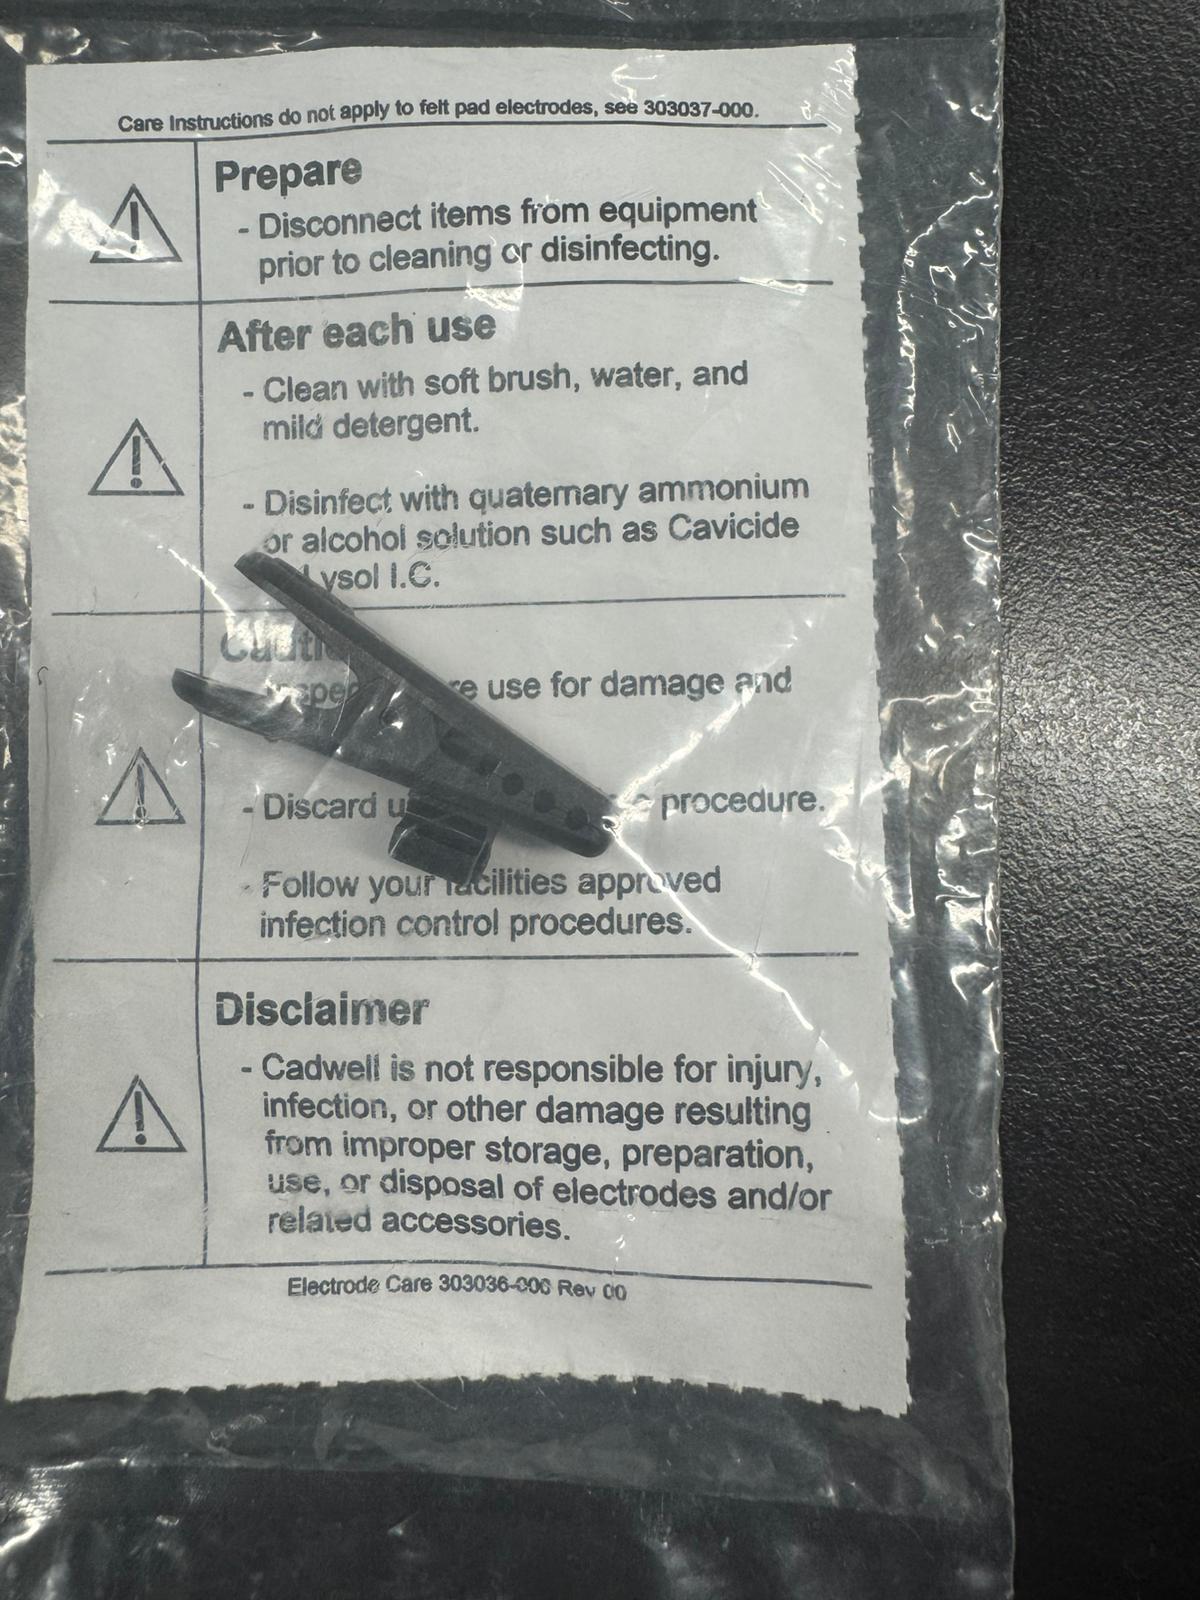 Care Instructions do not apply to felt pad electrodes, see 303037-000.
Prepare
- Disconnect items from equipment
prior to cleaning or disinfecting.
After each use
- Clean with soft brush, water, and
mild detergent.
- Disinfect with quaternary ammonium
or alcohol solution such as Cavicide
Lysol I.C.
use for damage and
- Discard
procedure.
- Follow your facilities approved
infection control procedures.
Disclaimer
- Cadwell is not responsible for injury,
infection, or other damage resulting
from improper storage, preparation,
use, or disposal of electrodes and/or
related accessories.
Electrode Care 303036-000 Rev 00